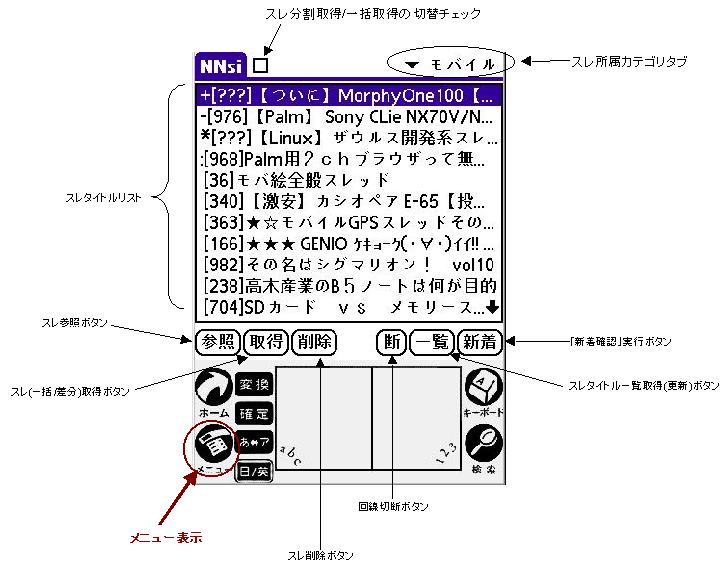 スレ分割取得/一括取得の切替チェック
NNsi
モバイル
スレ所属カテゴリタブ
+[???]【ついに】MorphyOne100【...
-[976]【Palm】 Sony CLie NX70V/N...
*[???]【Linux】ザウルス開発系スレ...
:[968]Palm用２ｃｈブラウザって無...
[36]モバ絵全般スレッド
[340]【激安】カシオペアE-65【投...
[363]★☆モバイルGPSスレッドその...
[166]★★★ GENIO ｹｷｮｰｸ(・∀・)ｲｲ!! ...
[982]その名はシグマリオン！ vol10
[238]高木産業のB５ノートは何が目的
[704]SDカード ｖｓ メモリース...
スレタイトルリスト
スレ参照ボタン
参照
取得
削除
断
一覧
新着
「新着確認」実行ボタン
スレ(一括/差分)取得ボタン
スレタイトル一覧取得(更新)ボタン
ホーム
変換
確定
あ⇔ア
日/英
メニュー
abc
123
キーボード
検索
メニュー表示
回線切断ボタン
スレ削除ボタン